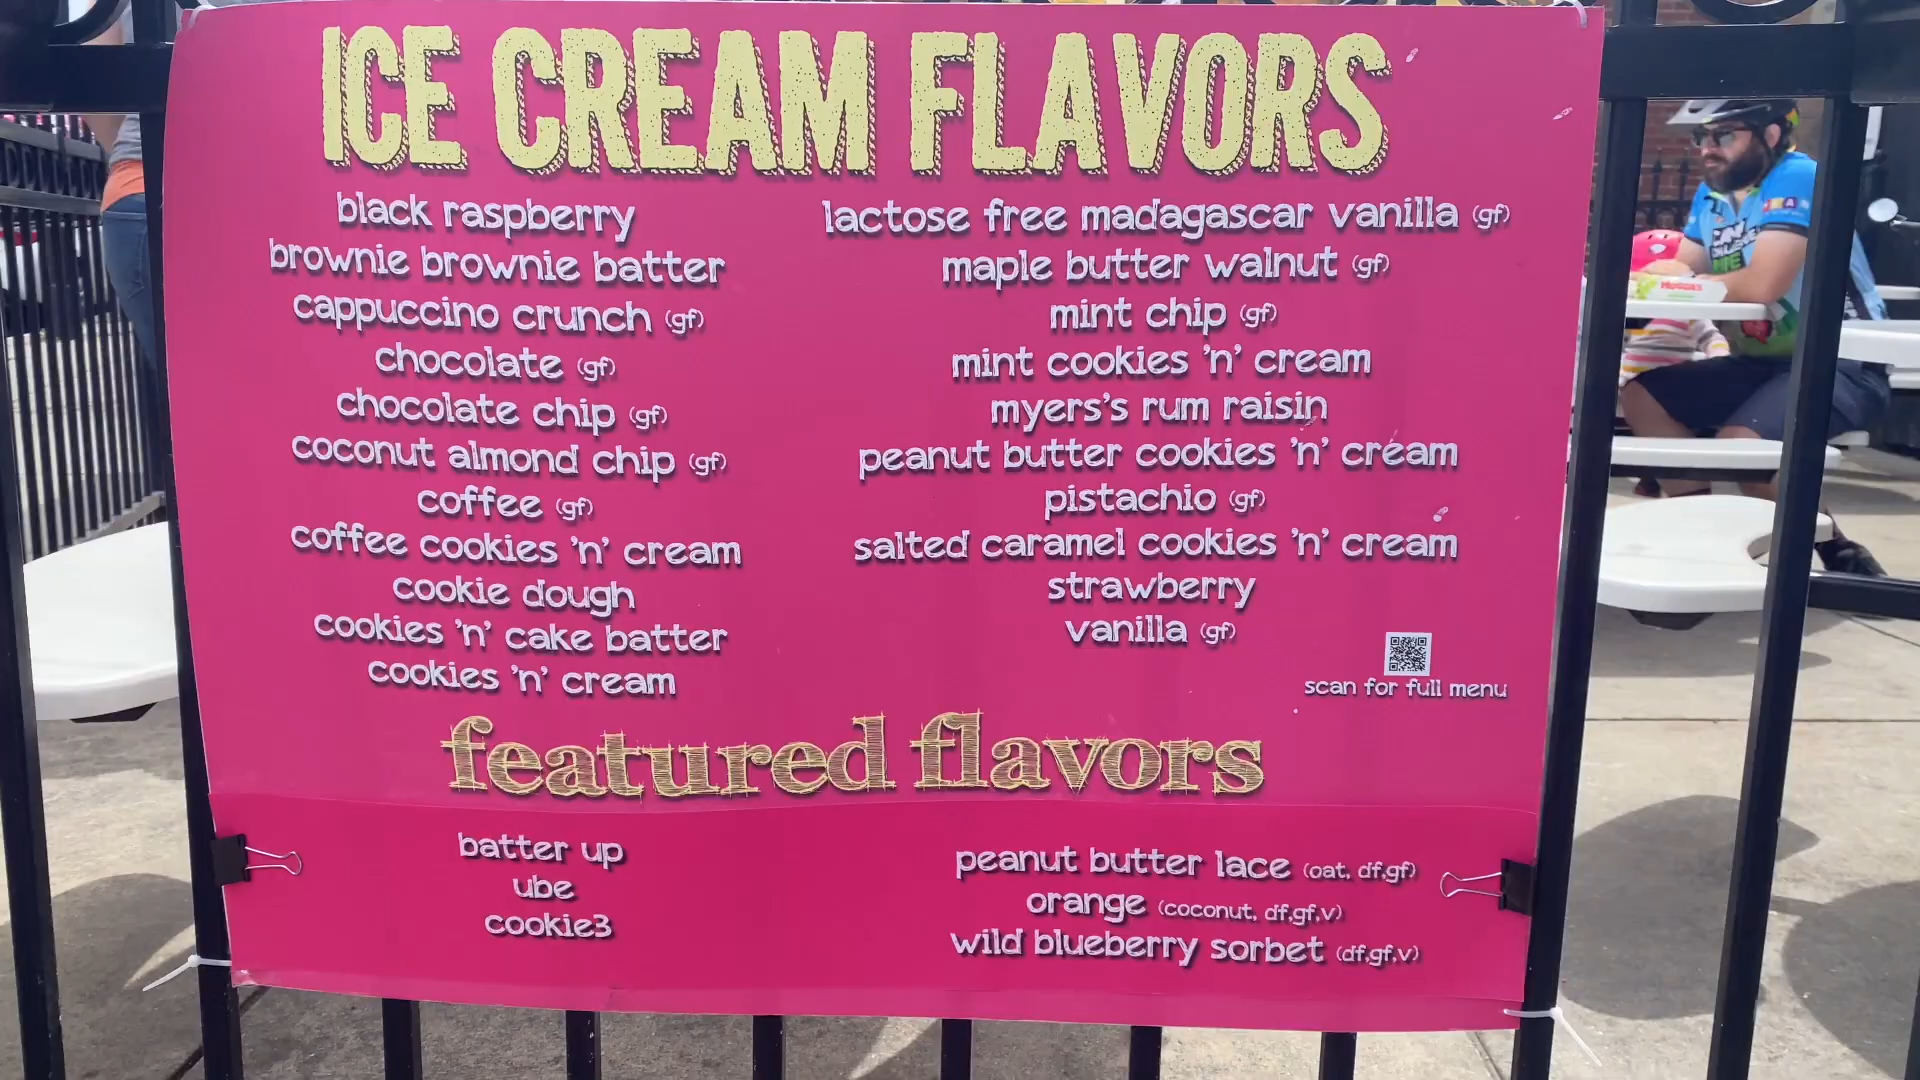 ICE CREAM FLAVORS
black raspberry
brownie brownie batter
cappuccino crunch (gf)
chocolate (gf)
chocolate chip (gf)
coconut almond chip (gf)
coffee (gf)
coffee cookies 'n' cream
cookie dough
cookies 'n' cake batter
cookies 'n' cream
lactose free madagascar vanilla (gf)
maple butter walnut (gf)
mint chip (gf)
mint cookies 'n' cream
myers's rum raisin
peanut butter cookies 'n' cream
pistachio (gf)
salted caramel cookies 'n' cream
strawberry
vanilla (gf)
scan for full menu
featured flavors
batter up
ube
cookie3
peanut butter lace (oat, df,gf)
orange (coconut, df,gf,v)
wild blueberry sorbet (df,gf,v)
HUGGIES